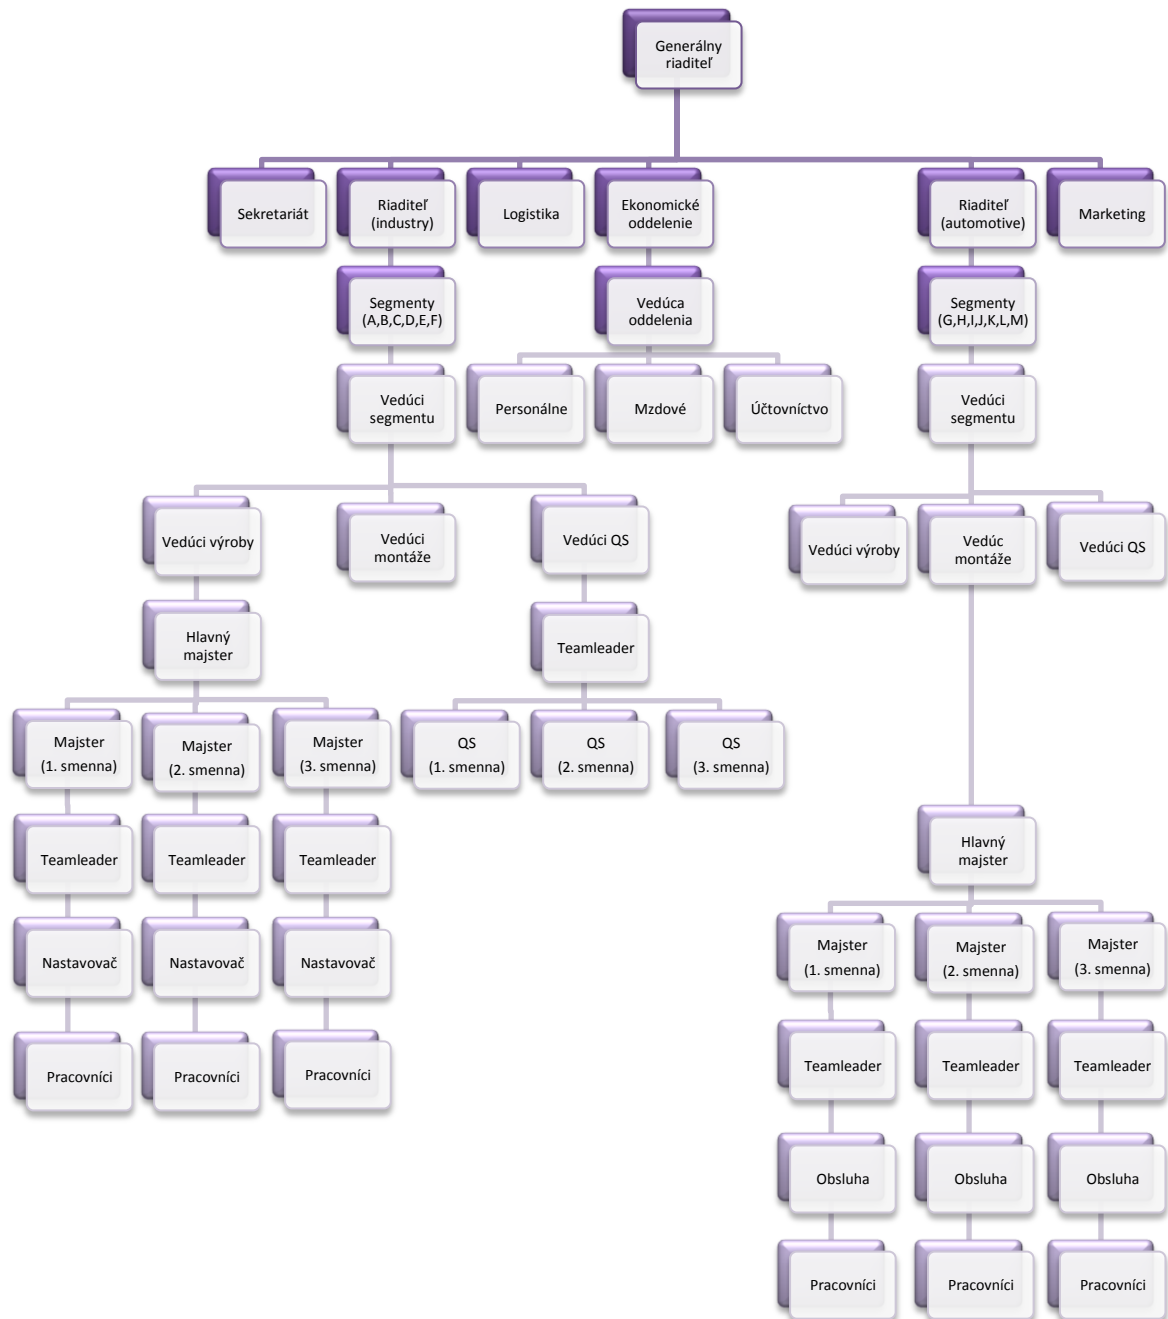 Generálny
riaditeľ
Sekretariát
Riaditeľ
(industry)
Logistika
Ekonomické
oddelenie
Riaditeľ
(automotive)
Marketing
Segmenty
(A,B,C,D,E,F)
Vedúca
oddelenia
Segmenty
(G,H,I,J,K,L,M)
Vedúci
segmentu
Personálne
Mzdové
Účtovníctvo
Vedúci
segmentu
Vedúci výroby
Vedúci
montáže
Vedúci QS
Vedúci výroby
Vedúc
montáže
Vedúci QS
Hlavný
majster
Teamleader
Majster
(1. smenna)
Majster
(2. smenna)
Majster
(3. smenna)
QS
(1. smenna)
QS
(2. smenna)
QS
(3. smenna)
Teamleader
Teamleader
Teamleader
Hlavný
majster
Nastavovač
Nastavovač
Nastavovač
Majster
(1. smenna)
Majster
(2. smenna)
Majster
(3. smenna)
Pracovníci
Pracovníci
Pracovníci
Teamleader
Teamleader
Teamleader
Obsluha
Obsluha
Obsluha
Pracovníci
Pracovníci
Pracovníci